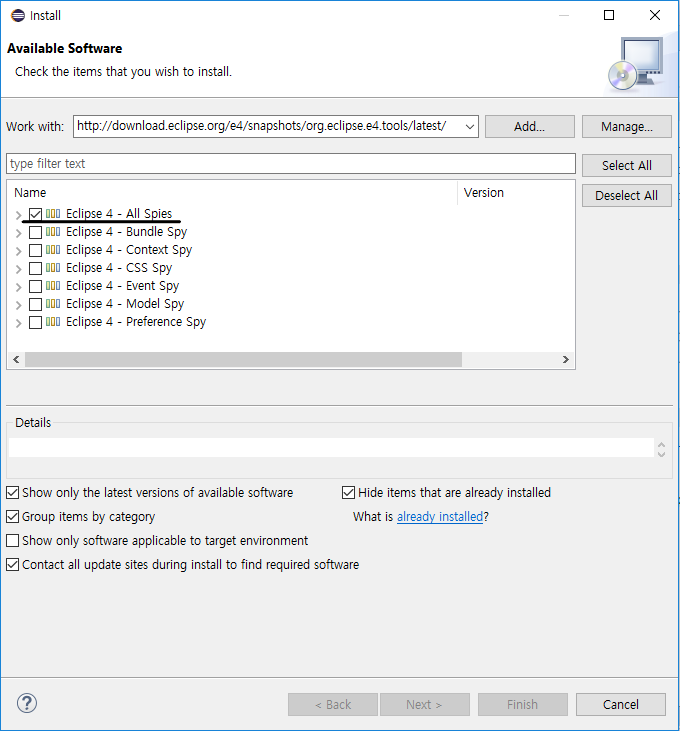 Install
Available Software
Check the items that you wish to install.
Work with: http://download.eclipse.org/e4/snapshots/org.eclipse.e4.tools/latest/ Add... Manage...
type filter text Select All
Name Version Deselect All
Eclipse 4 - All Spies
Eclipse 4 - Bundle Spy
Eclipse 4 - Context Spy
Eclipse 4 - CSS Spy
Eclipse 4 - Event Spy
Eclipse 4 - Model Spy
Eclipse 4 - Preference Spy
Details
Show only the latest versions of available software Hide items that are already installed
Group items by category What is already installed?
Show only software applicable to target environment
Contact all update sites during install to find required software
? < Back Next > Finish Cancel